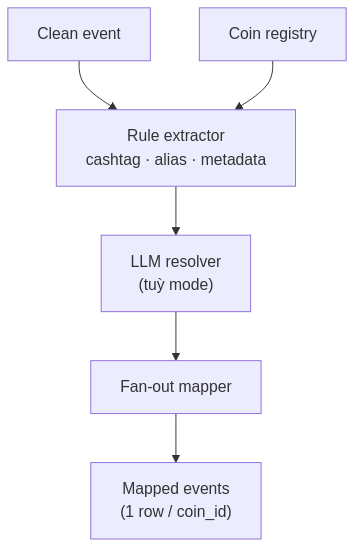 Clean event
Coin registry
Rule extractor
cashtag · alias · metadata
LLM resolver
(tuỳ mode)
Fan-out mapper
Mapped events
(1 row / coin_id)